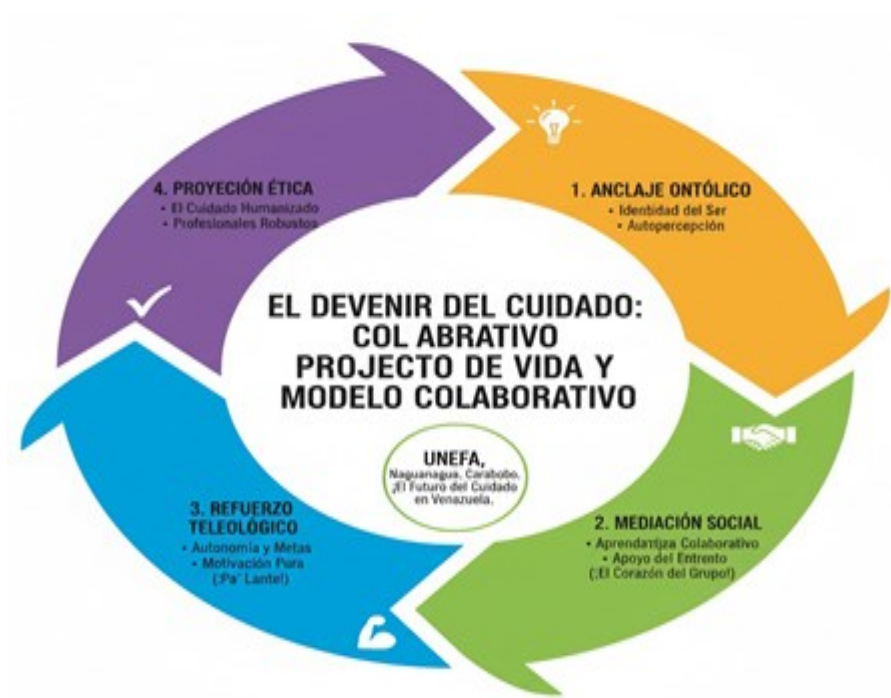 EL DEVENIR DEL CUIDADO:
COL ABRATIVO
PROJECTO DE VIDA Y
MODELO COLABORATIVO
UNEFA,
Naguanagua, Carabobo.
¡El Futuro del Cuidado
en Venazuela.
1. ANCLAJE ONTÓLICO
• Identidad del Ser
• Autopercepción
2. MEDIACIÓN SOCIAL
• Aprendantiza Colaborativo
• Apoyo del Entrento
(¡El Corazón del Grupo!)
3. REFUERZO
TELEOLÓGICO
• Autonomía y Metas
• Motivación Pura
(¡Pa' Lante!)
4. PROYECIÓN ÉTICA
• El Cuidado Humanizado
• Profesionales Robustos